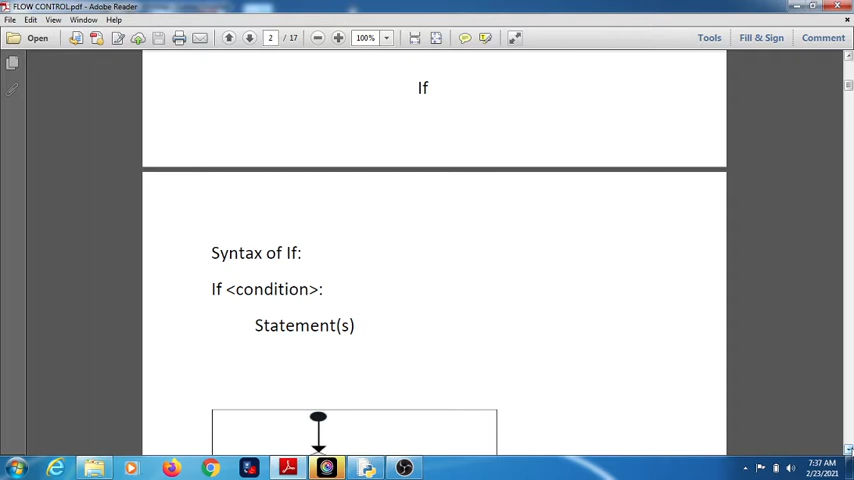 FLOW CONTROL.pdf - Adobe Reader
File Edit View Window Help
Open 2 / 17 100% Tools Fill & Sign Comment
If
Syntax of If:
If <condition>:
Statement(s)
7:37 AM
2/23/2021